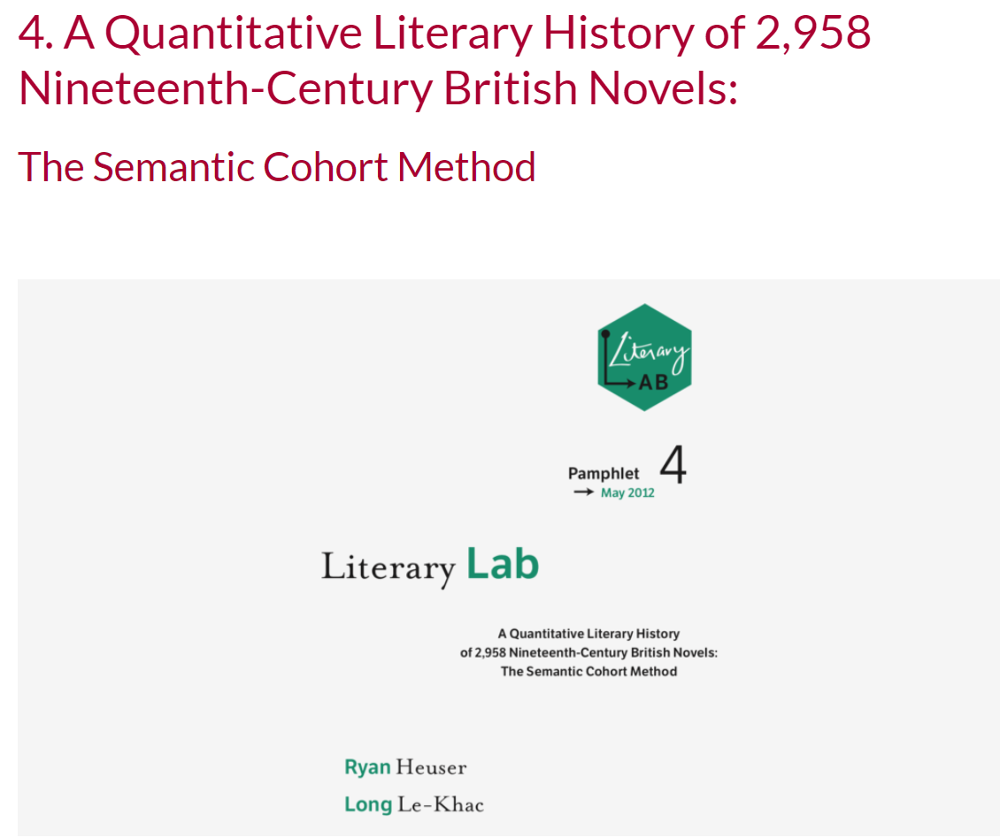 4. A Quantitative Literary History of 2,958
Nineteenth-Century British Novels:
The Semantic Cohort Method
Literary
AB
Pamphlet 4
May 2012
Literary Lab
A Quantitative Literary History
of 2,958 Nineteenth-Century British Novels:
The Semantic Cohort Method
Ryan Heuser
Long Le-Khac